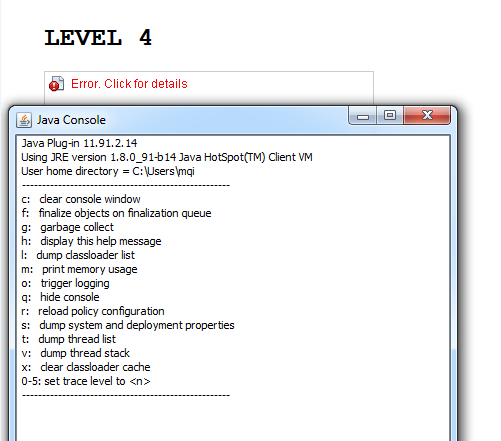 LEVEL 4
Error. Click for details
Java Console
Java Plug-in 11.91.2.14
Using JRE version 1.8.0_91-b14 Java HotSpot(TM) Client VM
User home directory = C:\Users\mqi
----------------------------------------------------
c:   clear console window
f:   finalize objects on finalization queue
g:   garbage collect
h:   display this help message
l:   dump classloader list
m:   print memory usage
o:   trigger logging
q:   hide console
r:   reload policy configuration
s:   dump system and deployment properties
t:   dump thread list
v:   dump thread stack
x:   clear classloader cache
0-5: set trace level to <n>
----------------------------------------------------